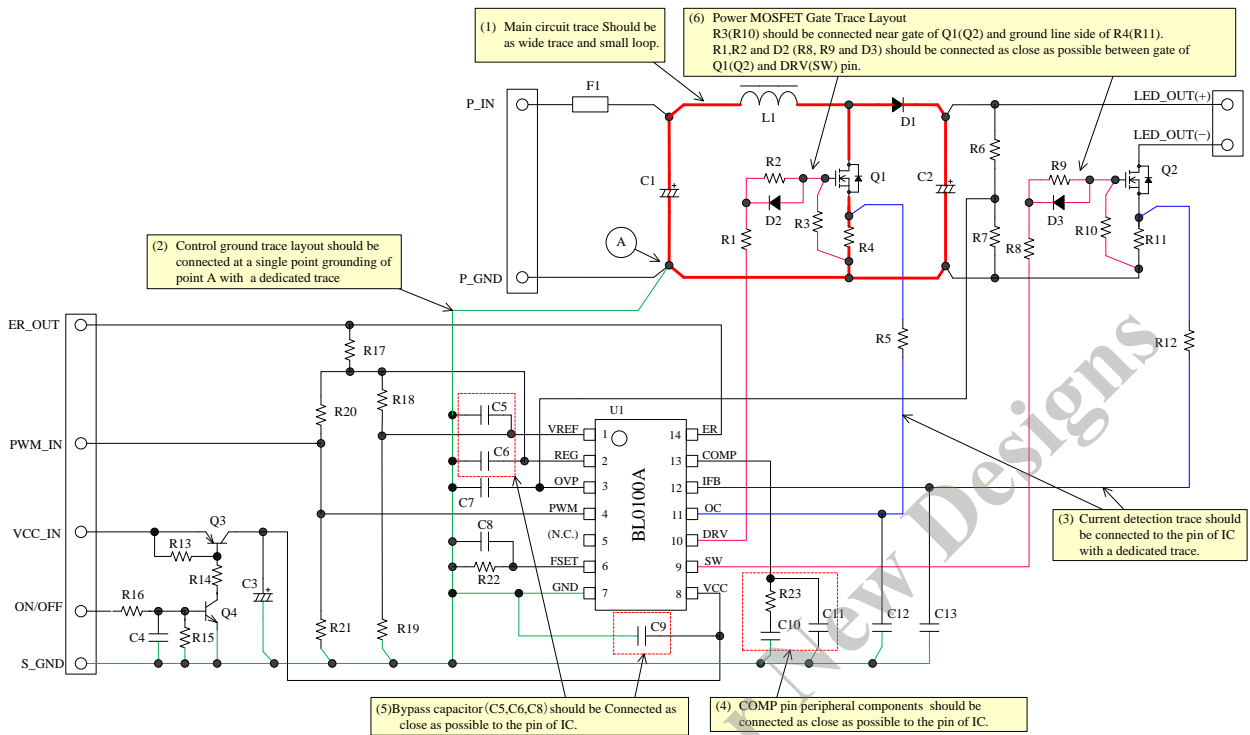 (1) Main circuit trace Should be
as wide trace and small loop.
(6) Power MOSFET Gate Trace Layout
R3(R10) should be connected near gate of Q1(Q2) and ground line side of R4(R11).
R1,R2 and D2 (R8, R9 and D3) should be connected as close as possible between gate of
Q1(Q2) and DRV(SW) pin.
P_IN
F1
L1
D1
LED_OUT(+)
LED_OUT(−)
R6
R2
Q1
C1
C2
D2
R3
R1
R4
R9
Q2
D3
R10
R7
R8
R11
(2) Control ground trace layout should be
connected at a single point grounding of
point A with a dedicated trace
A
P_GND
ER_OUT
R17
R5
R12
R20
R18
C5
U1
PWM_IN
VREF
1
14
ER
C6
REG
2
13
COMP
C7
OVP
3
12
IFB
PWM
4
11
OC
BL0100A
(N.C.)
5
10
DRV
C8
R22
FSET
6
9
SW
GND
7
8
VCC
(3) Current detection trace should
be connected to the pin of IC
with a dedicated trace.
VCC_IN
Q3
R13
R14
C3
ON/OFF
R16
Q4
C4
R15
R21
R19
C9
R23
C10
C11
C12
C13
S_GND
(5)Bypass capacitor(C5,C6,C8) should be Connected as
close as possible to the pin of IC.
(4) COMP pin peripheral components should be
connected as close as possible to the pin of IC.
New Designs